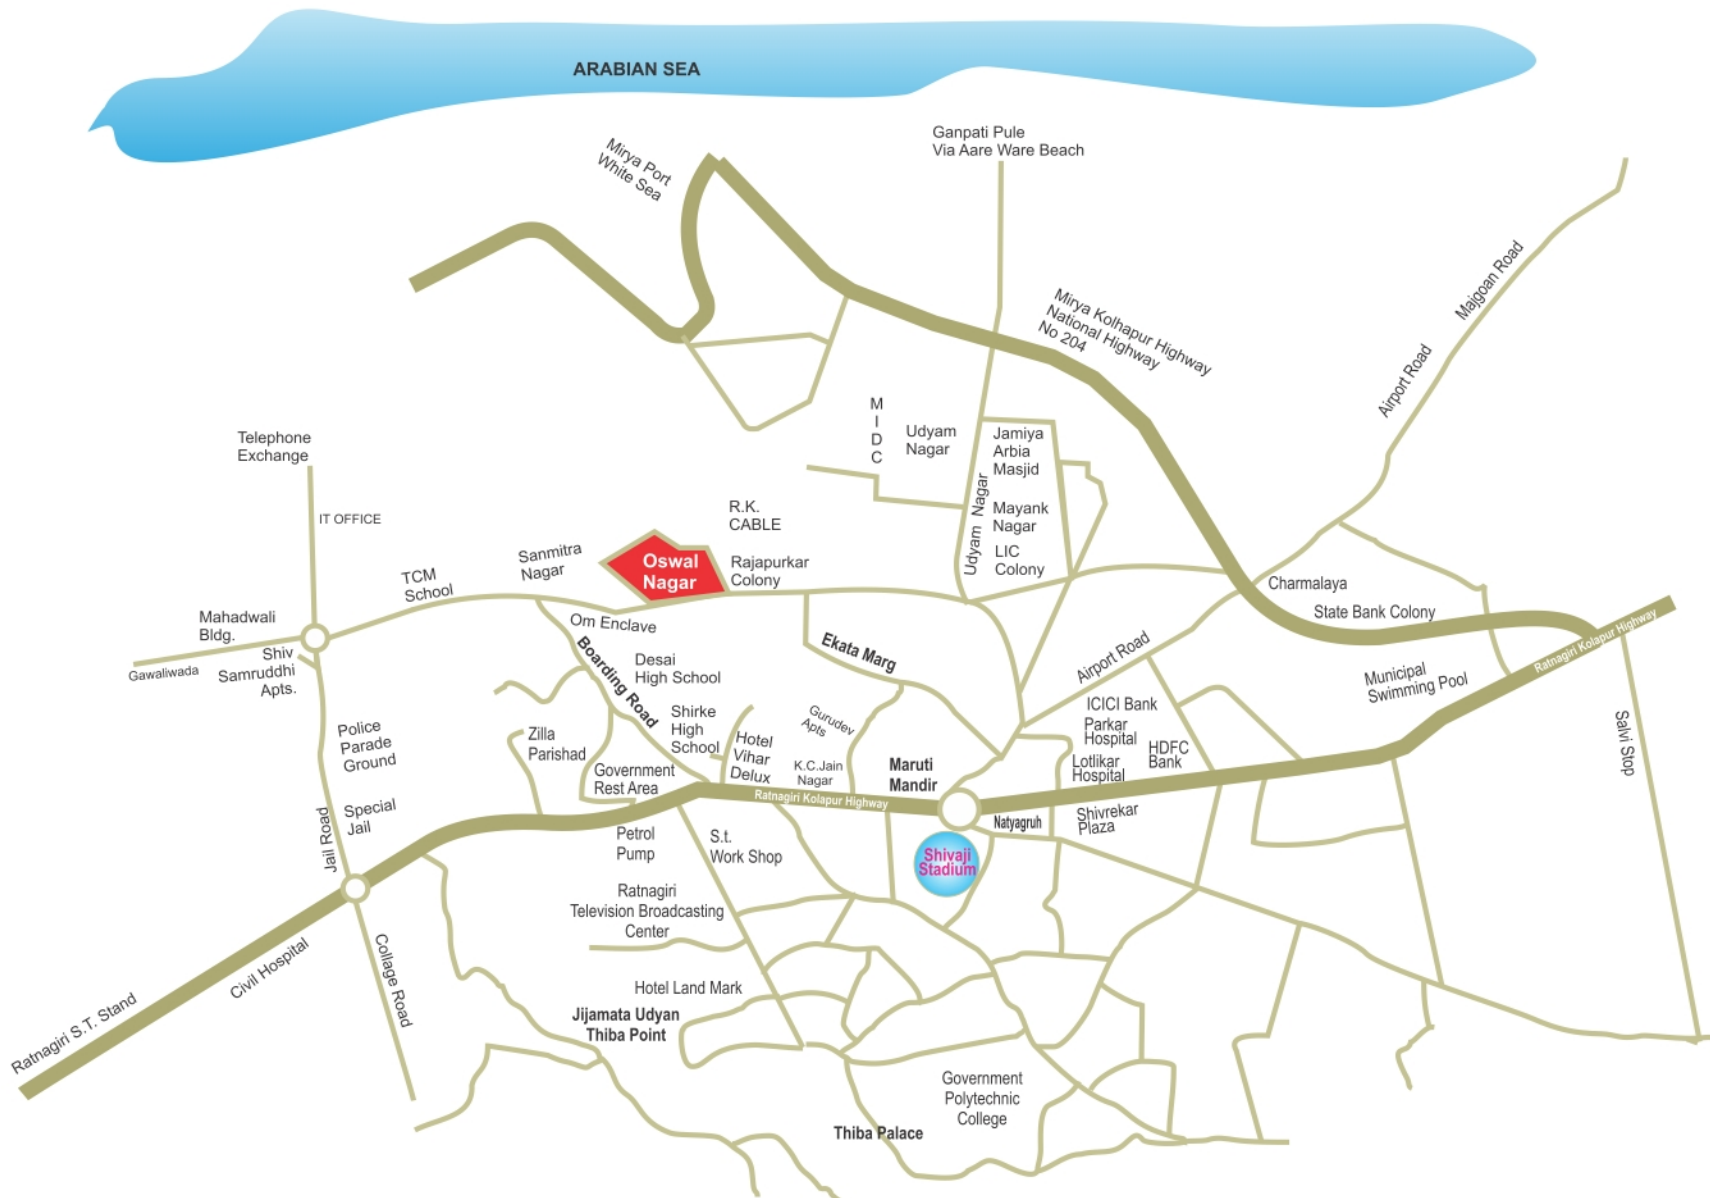 ARABIAN SEA
Ganpati Pule
Via Aare Ware Beach
Mirya Port
White Sea
Majgoan Road
Airport Road
Mirya Kolhapur Highway
National Highway
No 204
M
I
D
C
Udyam
Nagar
Jamiya
Arbia
Masjid
Udyam Nagar
Mayank
Nagar
LIC
Colony
Telephone
Exchange
IT OFFICE
R.K.
CABLE
Sanmitra
Nagar
Oswal
Nagar
Rajapurkar
Colony
TCM
School
Charmalaya
State Bank Colony
Ratnagiri Kolapur Highway
Mahadwali
Bldg.
Om Enclave
Gawaliwada
Shiv
Samruddhi
Apts.
Boarding Road
Desai
High School
Ekata Marg
Airport Road
Municipal
Swimming Pool
Salvi Stop
Police
Parade
Ground
Zilla
Parishad
Shirke
High
School
Hotel
Vihar
Delux
Gurudev
Apts
K.C.Jain
Nagar
Maruti
Mandir
ICICI Bank
Parkar
Hospital
Lotlikar
Hospital
HDFC
Bank
Government
Rest Area
Ratnagiri Kolapur Highway
Special
Jail
Jail Road
Petrol
Pump
S.t.
Work Shop
Natyagruh
Shivrekar
Plaza
Shivaji
Stadium
Ratnagiri
Television Broadcasting
Center
Civil Hospital
Collage Road
Ratnagiri S.T. Stand
Hotel Land Mark
Jijamata Udyan
Thiba Point
Government
Polytechnic
College
Thiba Palace